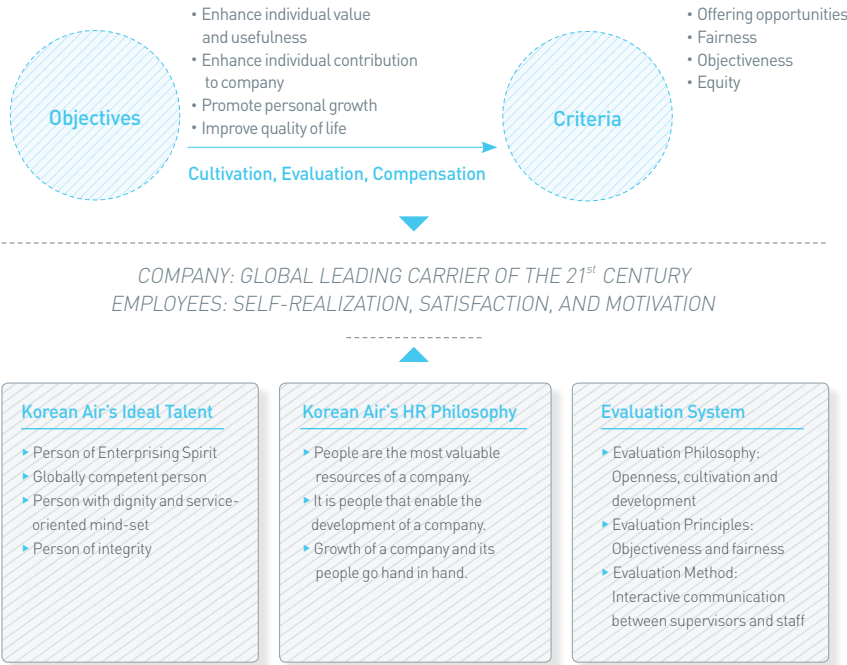 Objectives
• Enhance individual value
and usefulness
• Enhance individual contribution
to company
• Promote personal growth
• Improve quality of life
Cultivation, Evaluation, Compensation
Criteria
• Offering opportunities
• Fairness
• Objectiveness
• Equity
COMPANY: GLOBAL LEADING CARRIER OF THE 21st CENTURY
EMPLOYEES: SELF-REALIZATION, SATISFACTION, AND MOTIVATION
Korean Air's Ideal Talent
▶ Person of Enterprising Spirit
▶ Globally competent person
▶ Person with dignity and service-
oriented mind-set
▶ Person of integrity
Korean Air's HR Philosophy
▶ People are the most valuable
resources of a company.
▶ It is people that enable the
development of a company.
▶ Growth of a company and its
people go hand in hand.
Evaluation System
▶ Evaluation Philosophy:
Openness, cultivation and
development
▶ Evaluation Principles:
Objectiveness and fairness
▶ Evaluation Method:
Interactive communication
between supervisors and staff